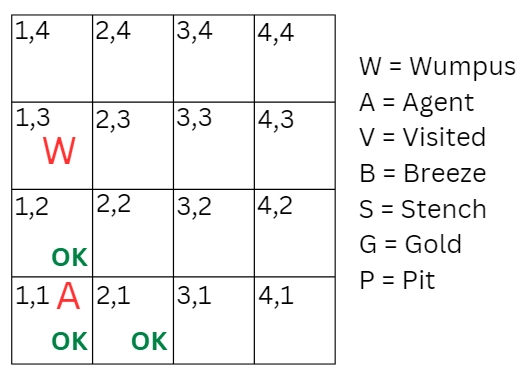 1,4 2,4 3,4 4,4
1,3 2,3 3,3 4,3
W
1,2 2,2 3,2 4,2
OK
1,1 A 2,1 3,1 4,1
OK OK
W = Wumpus
A = Agent
V = Visited
B = Breeze
S = Stench
G = Gold
P = Pit